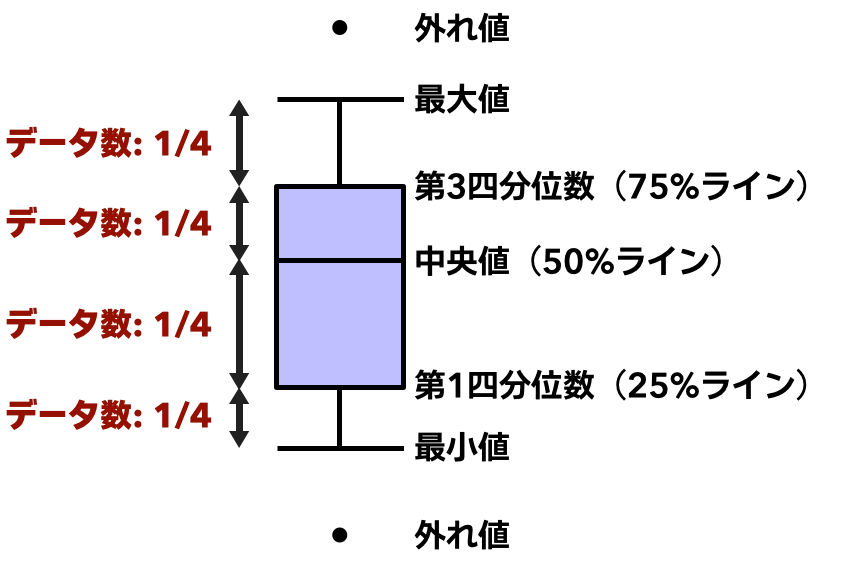 外れ値
最大値
データ数: 1/4
第3四分位数（75%ライン）
データ数: 1/4
中央値（50%ライン）
データ数: 1/4
第1四分位数（25%ライン）
データ数: 1/4
最小値
外れ値